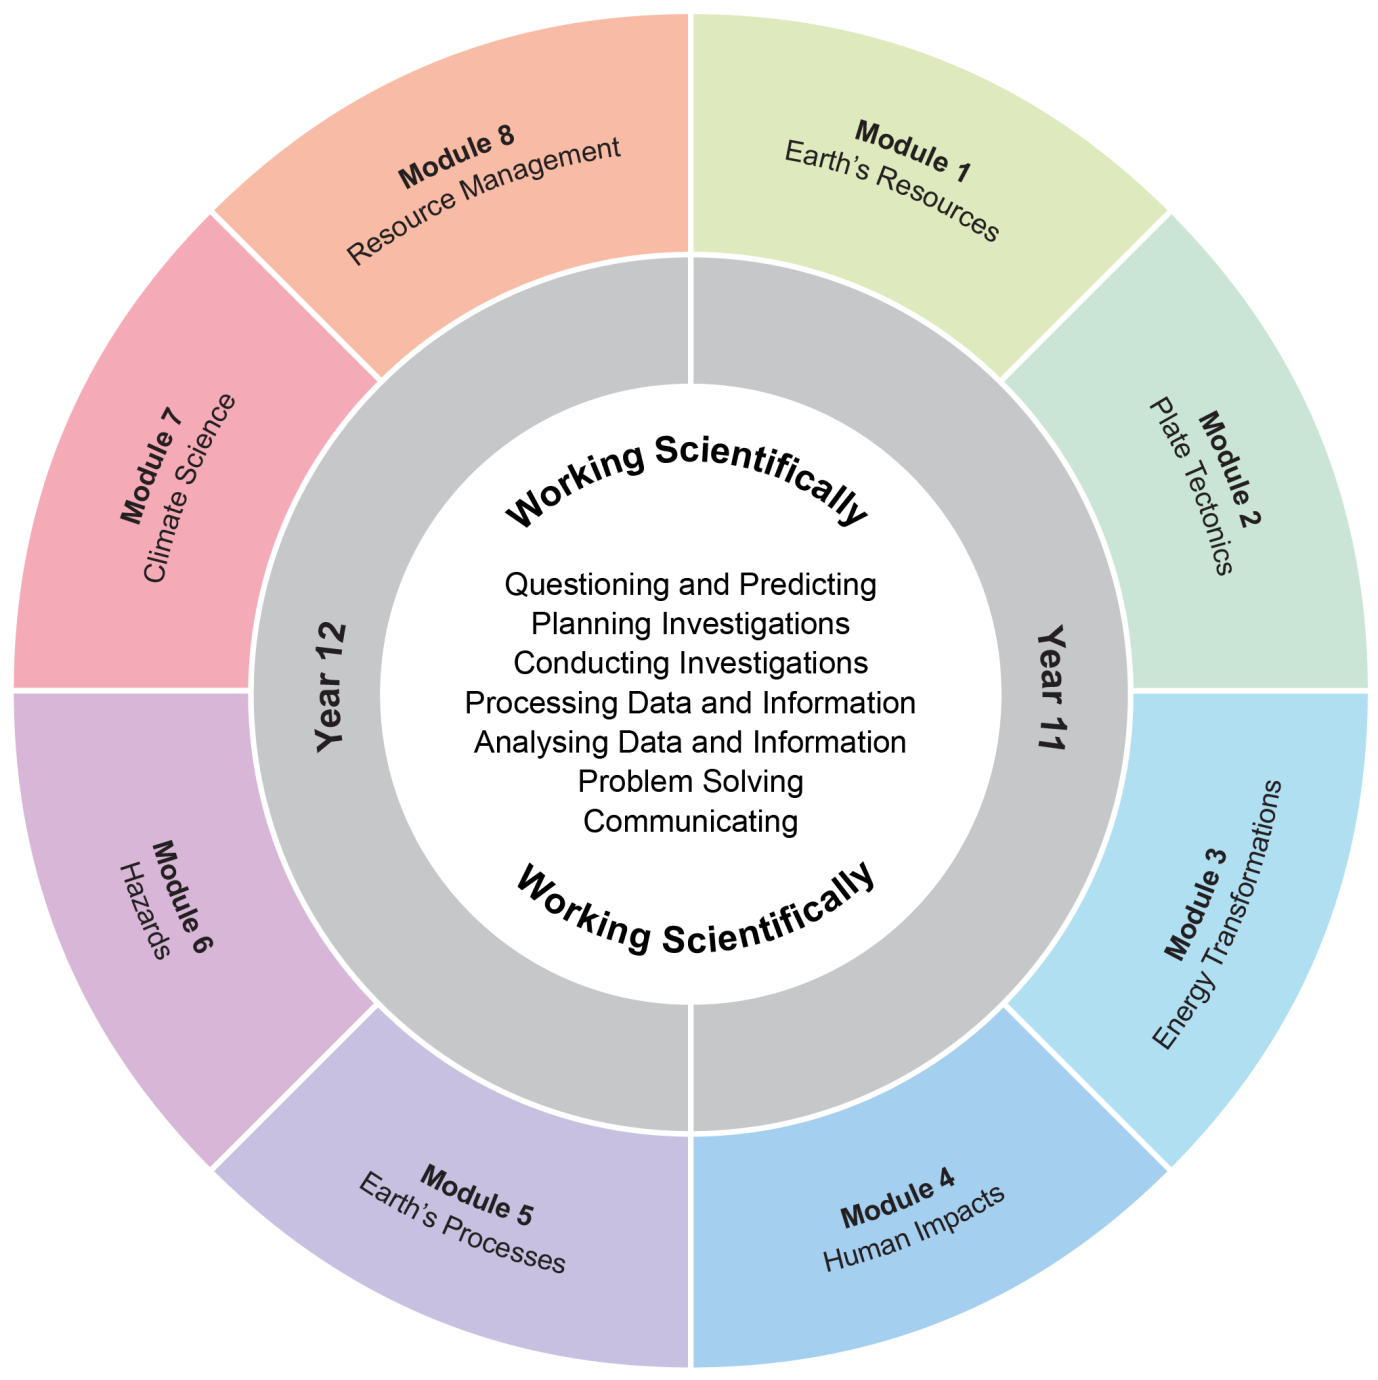 Module 1
Earth’s Resources
Module 2
Plate Tectonics
Module 3
Energy Transformations
Module 4
Human Impacts
Module 5
Earth’s Processes
Module 6
Hazards
Module 7
Climate Science
Module 8
Resource Management
Year 11
Year 12
Working Scientifically
Questioning and Predicting
Planning Investigations
Conducting Investigations
Processing Data and Information
Analysing Data and Information
Problem Solving
Communicating
Working Scientifically